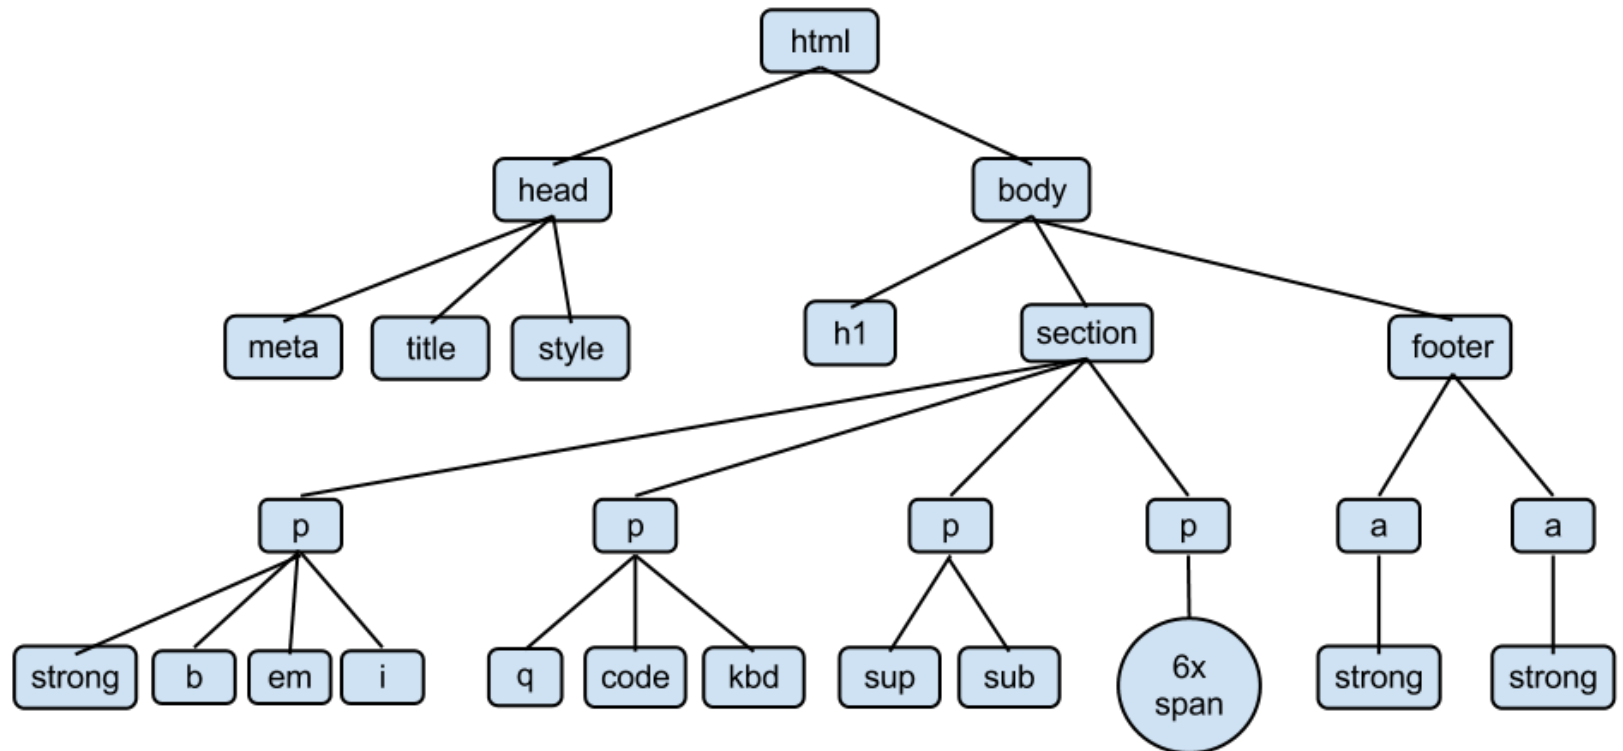 html
head
body
meta
title
style
h1
section
footer
p
p
p
p
a
a
strong
b
em
i
q
code
kbd
sup
sub
6x
span
strong
strong